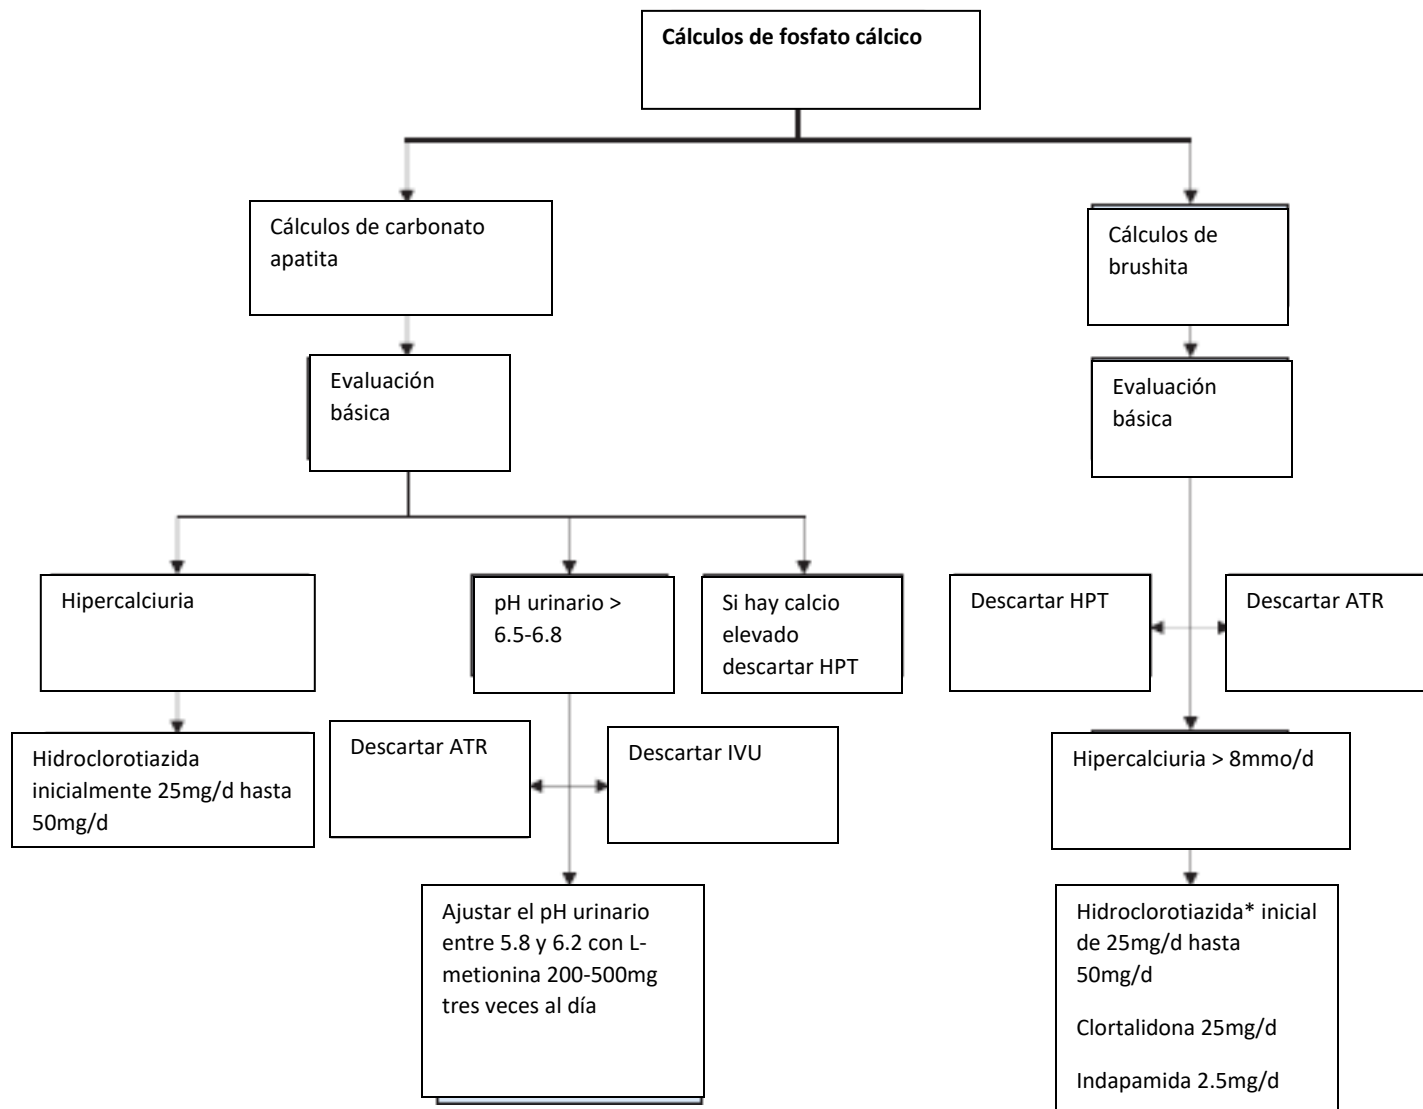 Cálculos de fosfato cálcico
Cálculos de carbonato
apatita
Cálculos de
brushita
Evaluación
básica
Evaluación
básica
Hipercalciuria
pH urinario >
6.5-6.8
Si hay calcio
elevado
descartar HPT
Descartar HPT
Descartar ATR
Hidroclorotiazida
inicialmente 25mg/d hasta
50mg/d
Descartar ATR
Descartar IVU
Hipercalciuria > 8mmo/d
Ajustar el pH urinario
entre 5.8 y 6.2 con L-
metionina 200-500mg
tres veces al día
Hidroclorotiazida* inicial
de 25mg/d hasta
50mg/d
Clortalidona 25mg/d
Indapamida 2.5mg/d